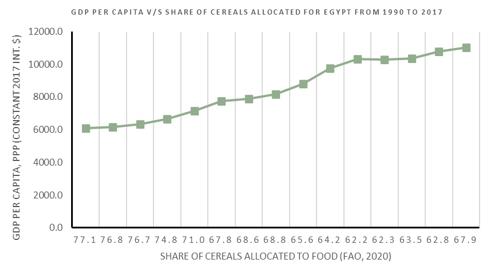 GDP PER CAPITA V/S SHARE OF CEREALS ALLOCATED FOR EGYPT FROM 1990 TO 2017
GDP PER CAPITA, PPP (CONSTANT 2017 INT. $)
12000.0
10000.0
8000.0
6000.0
4000.0
2000.0
0.0
77.1 76.8 76.7 74.8 71.0 67.8 68.6 68.8 65.6 64.2 62.2 62.3 63.5 62.8 67.9
SHARE OF CEREALS ALLOCATED TO FOOD (FAO, 2020)